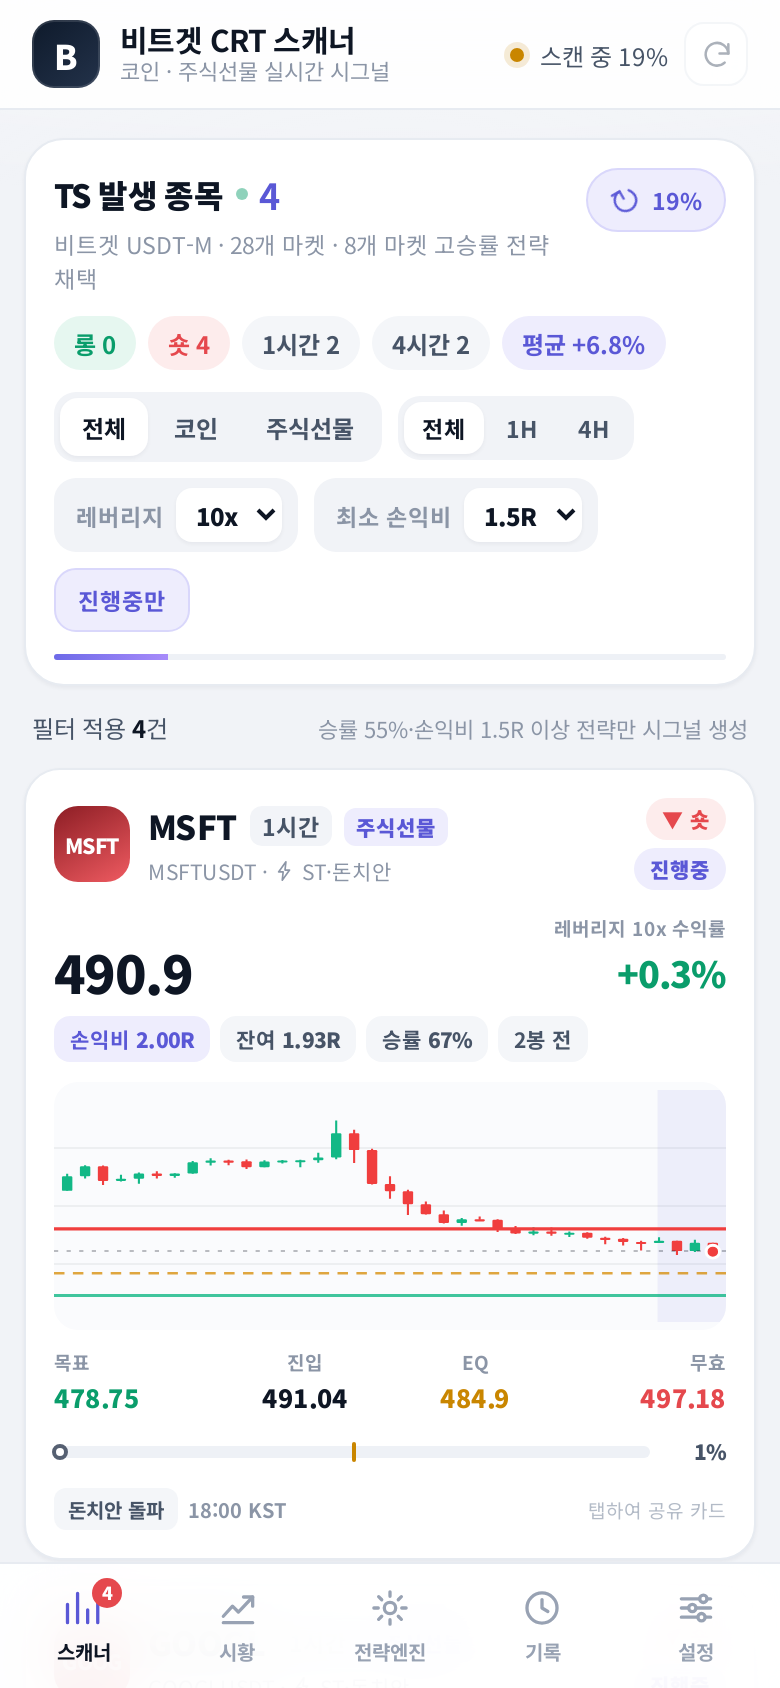 B
비트겟 CRT 스캐너
코인 · 주식선물 실시간 시그널
스캔 중 19%
TS 발생 종목 4
19%
비트겟 USDT-M · 28개 마켓 · 8개 마켓 고승률 전략
채택
롱 0 숏 4 1시간 2 4시간 2 평균 +6.8%
전체 코인 주식선물 전체 1H 4H
레버리지 10x 최소 손익비 1.5R
진행중만
필터 적용 4건
승률 55%·손익비 1.5R 이상 전략만 시그널 생성
MSFT
MSFT 1시간 주식선물
▼ 숏
MSFTUSDT · ST·돈치안
진행중
레버리지 10x 수익률
490.9
+0.3%
손익비 2.00R 잔여 1.93R 승률 67% 2봉 전
목표 진입 EQ 무효
478.75 491.04 484.9 497.18
1%
돈치안 돌파 18:00 KST
탭하여 공유 카드
4
스캐너 시황 전략엔진 기록 설정